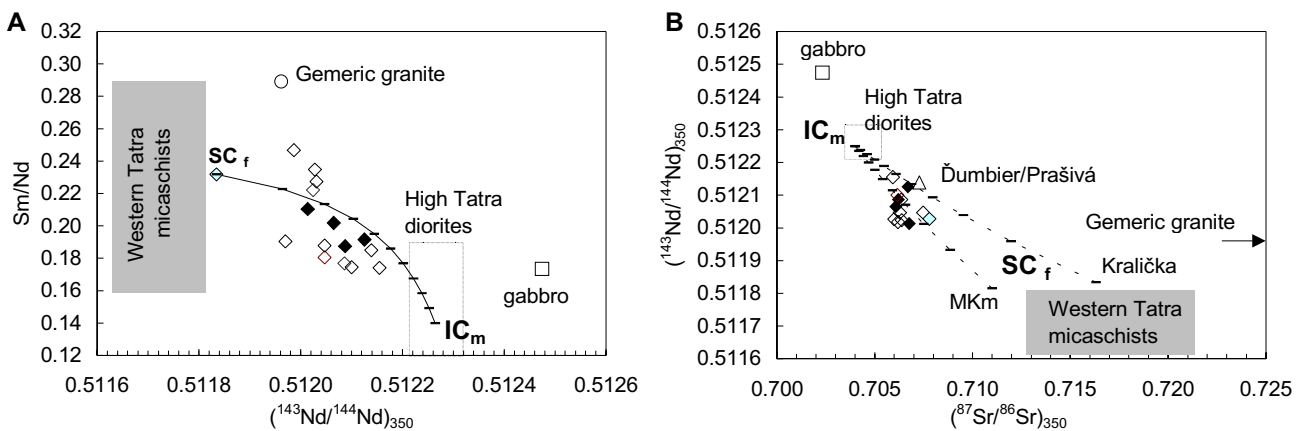 A
Sm/Nd
0.32
0.30
0.28
0.26
0.24
0.22
0.20
0.18
0.16
0.14
0.12
Gemeric granite
Western Tatra
micaschists
SC f
High Tatra
diorites
gabbro
ICm
0.5116
0.5118
0.5120
0.5122
0.5124
0.5126
(143Nd/144Nd)350
B
(143Nd/144Nd)350
0.5126
0.5125
0.5124
0.5123
0.5122
0.5121
0.5120
0.5119
0.5118
0.5117
0.5116
gabbro
High Tatra
diorites
ICm
Ďumbier/Prašivá
Gemeric granite
SC f
Kralička
MKm
Western Tatra
micaschists
0.700
0.705
0.710
0.715
0.720
0.725
(87Sr/86Sr)350